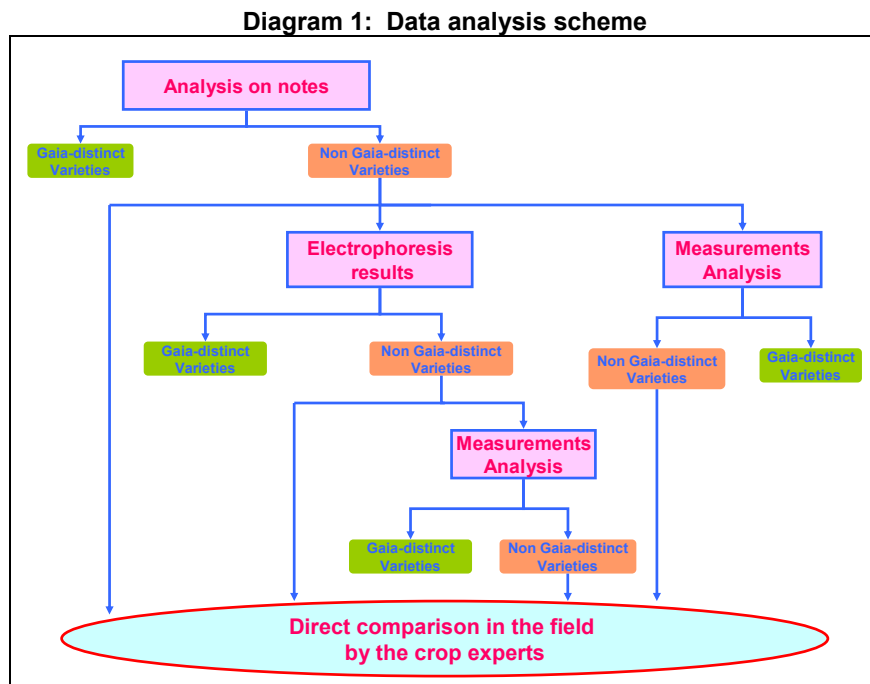 Diagram 1: Data analysis scheme
Analysis on notes
Gaia-distinct
Varieties
Non Gaia-distinct
Varieties
Electrophoresis
results
Measurements
Analysis
Gaia-distinct
Varieties
Non Gaia-distinct
Varieties
Non Gaia-distinct
Varieties
Gaia-distinct
Varieties
Measurements
Analysis
Gaia-distinct
Varieties
Non Gaia-distinct
Varieties
Direct comparison in the field
by the crop experts